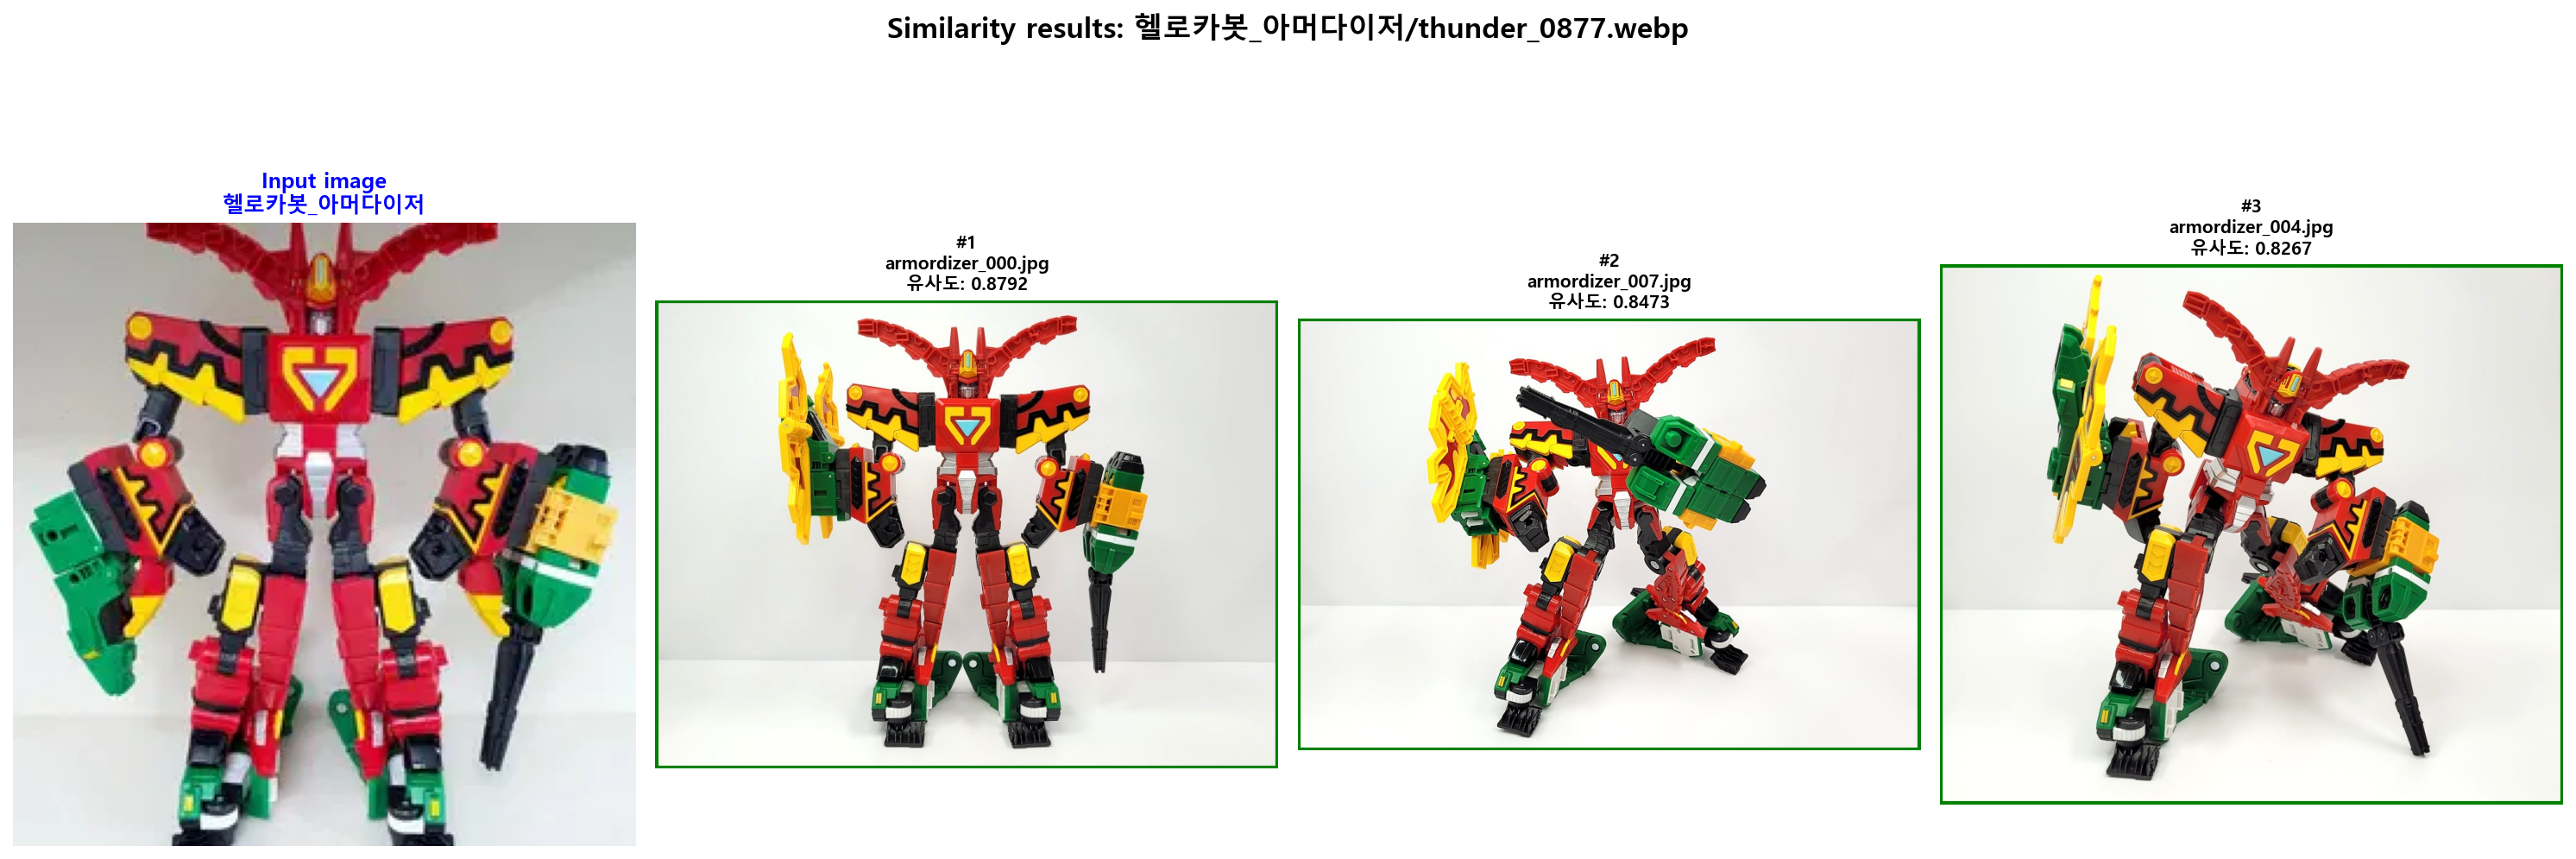 Similarity results: 헬로카봇_아머다이저/thunder_0877.webp
Input image
헬로카봇_아머다이저
#1
armordizer_000.jpg
유사도: 0.8792
#2
armordizer_007.jpg
유사도: 0.8473
#3
armordizer_004.jpg
유사도: 0.8267